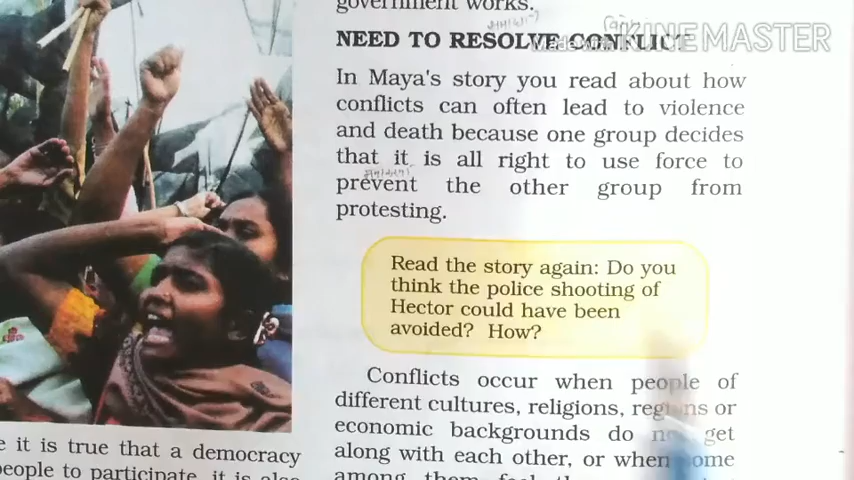 government works.
Made with KINEMASTER
NEED TO RESOLVE CONFLICT
In Maya's story you read about how
conflicts can often lead to violence
and death because one group decides
that it is all right to use force to
prevent the other group from
protesting.
Read the story again: Do you
think the police shooting of
Hector could have been
avoided? How?
Conflicts occur when people of
different cultures, religions, regions or
economic backgrounds do not get
along with each other, or when some
among them feel
e it is true that a democracy
people to participate, it is also